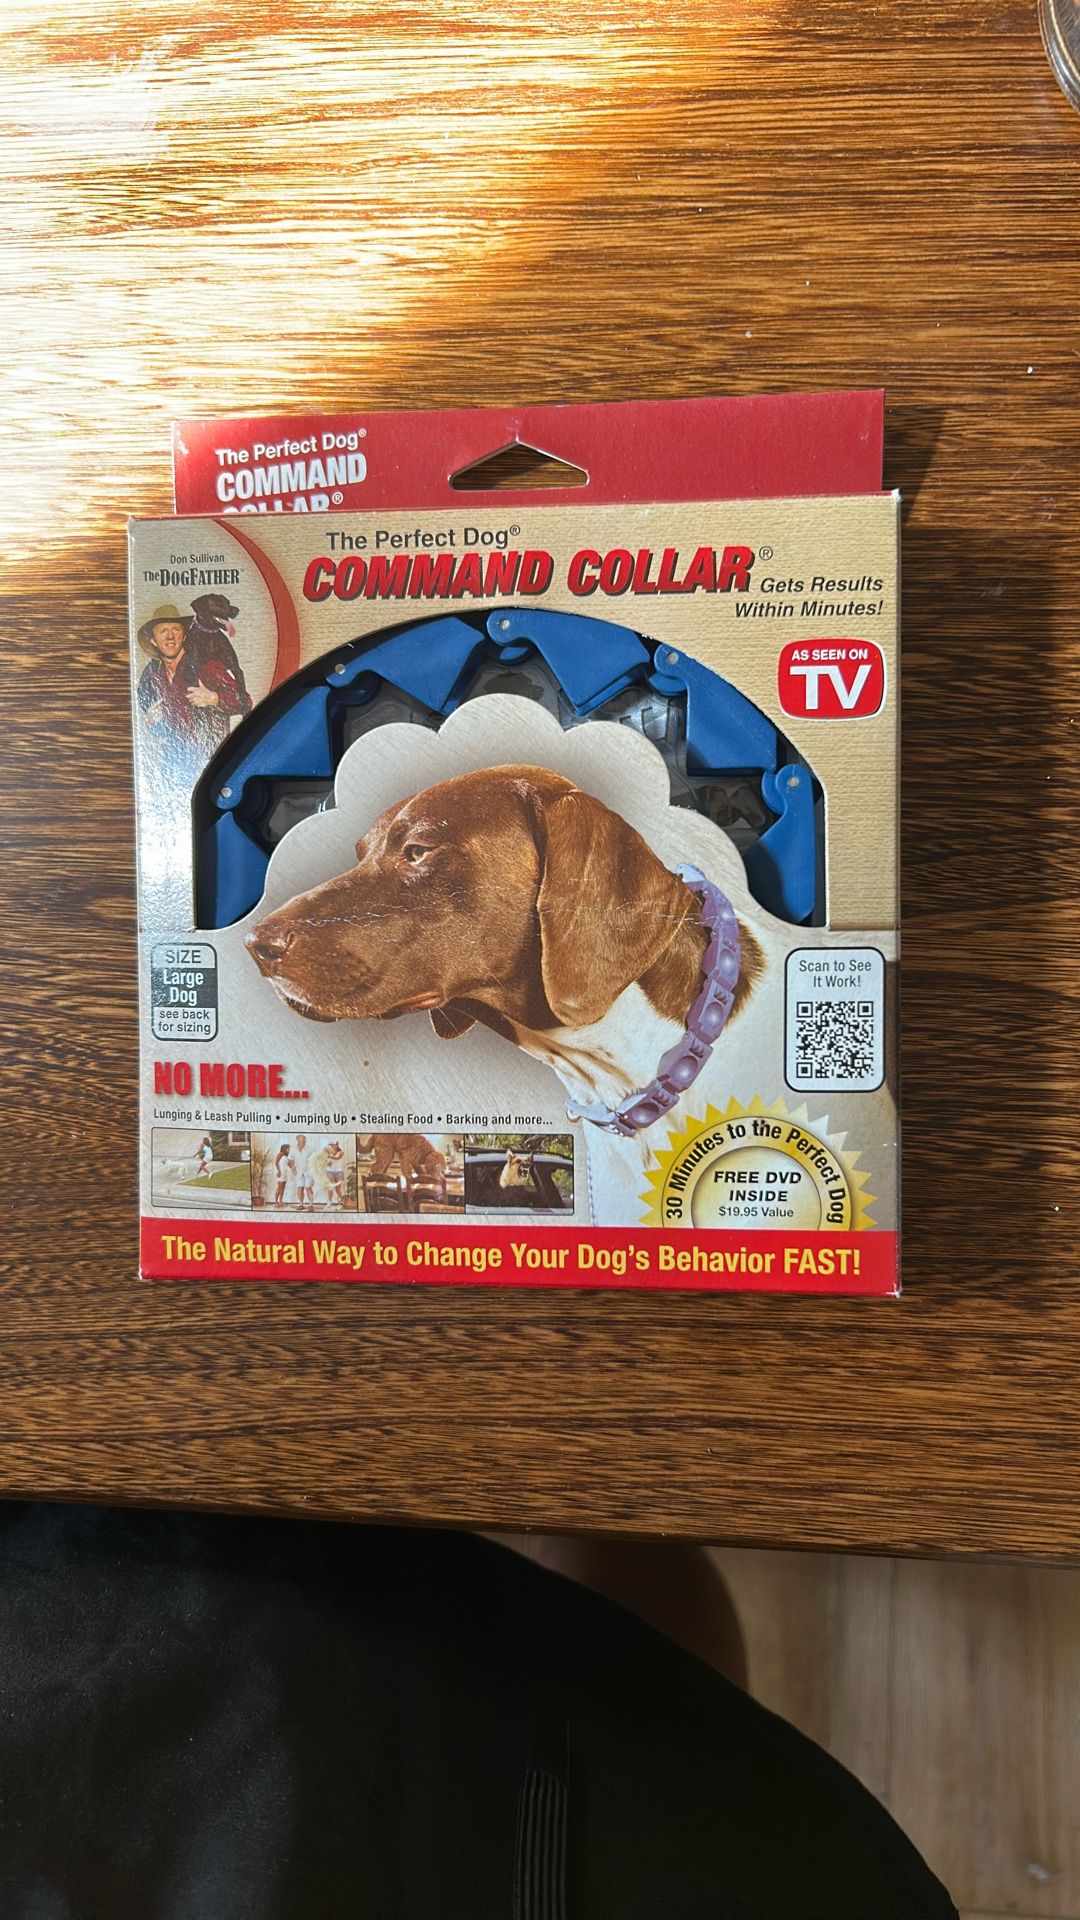 The Perfect Dog®
COMMAND
COLLAR®
Don Sullivan
The DOGFATHER™
The Perfect Dog®
COMMAND COLLAR®
Gets Results
Within Minutes!
AS SEEN ON
TV
SIZE
Large
Dog
see back
for sizing
Scan to See
It Work!
NO MORE...
Lunging & Leash Pulling • Jumping Up • Stealing Food • Barking and more...
30 Minutes to the Perfect Dog
FREE DVD
INSIDE
$19.95 Value
The Natural Way to Change Your Dog's Behavior FAST!